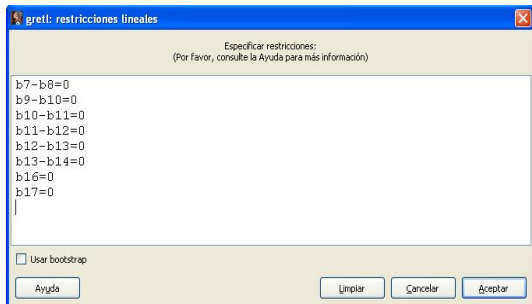 gretl: restricciones lineales
Especificar restricciones:
(Por favor, consulte la Ayuda para más información)
b7-b8=0
b9-b10=0
b10-b11=0
b11-b12=0
b12-b13=0
b13-b14=0
b16=0
b17=0
Usar bootstrap
Ayuda Limpiar Cancelar Aceptar